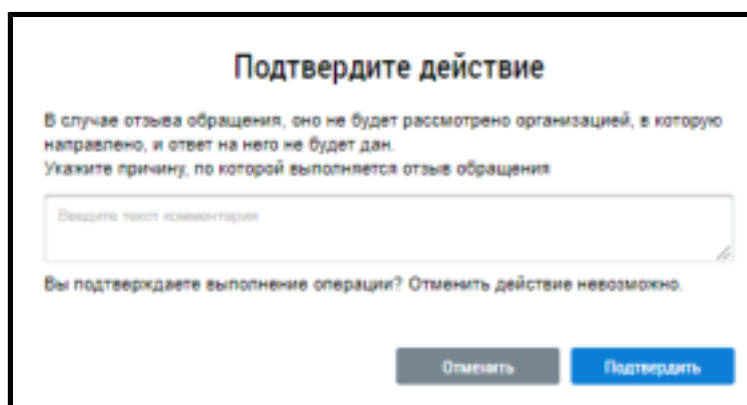 Подтвердите действие
В случае отзыва обращения, оно не будет рассмотрено организацией, в которую
направлено, и ответ на него не будет дан.
Укажите причину, по которой выполняется отзыв обращения
Введите текст комментария
Вы подтверждаете выполнение операции? Отменить действие невозможно.
Отменить
Подтвердить